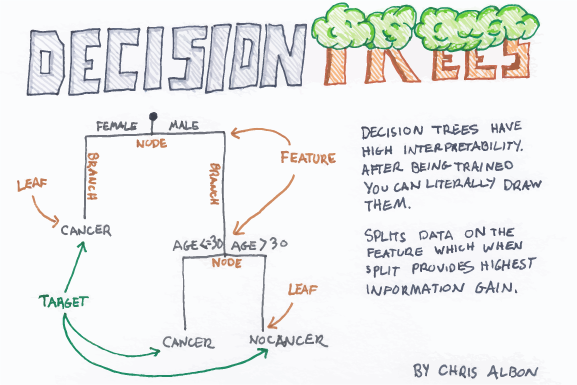 DECISION TREES
FEMALE MALE
NODE
BRANCH
BRANCH
FEATURE
LEAF
CANCER
AGE<=30 AGE>30
NODE
TARGET
LEAF
CANCER
NOCANCER
DECISION TREES HAVE
HIGH INTERPRETABILITY.
AFTER BEING TRAINED
YOU CAN LITERALLY DRAW
THEM.
SPLITS DATA ON THE
FEATURE WHICH WHEN
SPLIT PROVIDES HIGHEST
INFORMATION GAIN.
BY CHRIS ALBON